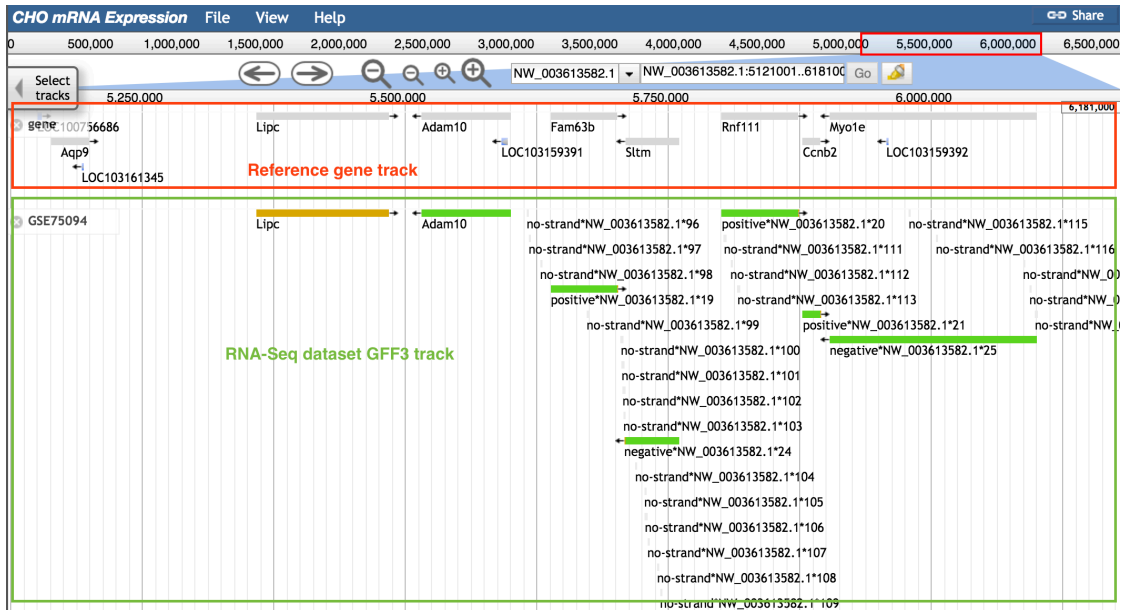 CHO mRNA Expression File View Help Share
0 500,000 1,000,000 1,500,000 2,000,000 2,500,000 3,000,000 3,500,000 4,000,000 4,500,000 5,000,000 5,500,000 6,000,000 6,500,000
Select
tracks
NW_003613582.1 NW_003613582.1:5121001..618100 Go
5,250,000 5,500,000 5,750,000 6,000,000
6,181,000
gene LOC100756686 Lipc Adam10 Fam63b Rnf111 Myo1e
Aqp9 LOC103159391 Sltm Ccnb2 LOC103159392
LOC103161345
Reference gene track
GSE75094
Lipc Adam10 no-strand*NW_003613582.1*96 positive*NW_003613582.1*20 no-strand*NW_003613582.1*115
no-strand*NW_003613582.1*97 no-strand*NW_003613582.1*111 no-strand*NW_003613582.1*116
no-strand*NW_003613582.1*98 no-strand*NW_003613582.1*112 no-strand*NW_00
positive*NW_003613582.1*19 no-strand*NW_003613582.1*113 no-strand*NW_0
no-strand*NW_003613582.1*99 positive*NW_003613582.1*21 no-strand*NW_
no-strand*NW_003613582.1*100 negative*NW_003613582.1*25
RNA-Seq dataset GFF3 track
no-strand*NW_003613582.1*101
no-strand*NW_003613582.1*102
no-strand*NW_003613582.1*103
negative*NW_003613582.1*24
no-strand*NW_003613582.1*104
no-strand*NW_003613582.1*105
no-strand*NW_003613582.1*106
no-strand*NW_003613582.1*107
no-strand*NW_003613582.1*108
no-strand*NW_003613582.1*109